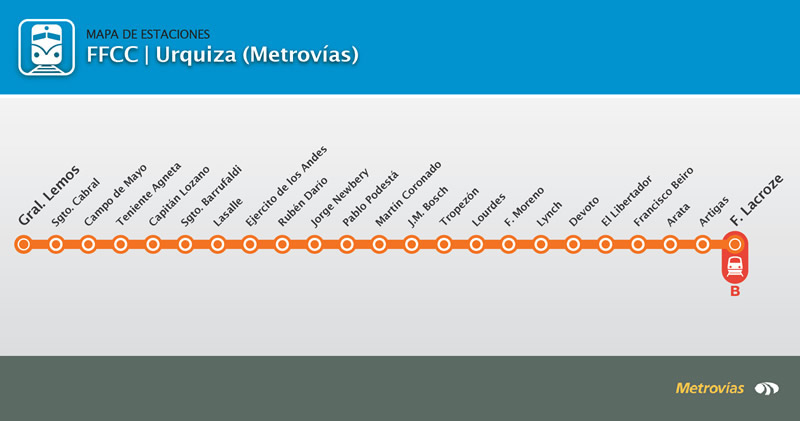 MAPA DE ESTACIONES
FFCC | Urquiza (Metrovías)
Gral. Lemos
Sgto. Cabral
Campo de Mayo
Teniente Agneta
Capitán Lozano
Sgto. Barrufaldi
Lasalle
Ejercito de los Andes
Rubén Darío
Jorge Newbery
Pablo Podestà
Martín Coronado
J.M. Bosch
Tropezón
Lourdes
F. Moreno
Lynch
Devoto
El Libertador
Francisco Beiro
Arata
Artigas
F. Lacroze
B
Metrovías